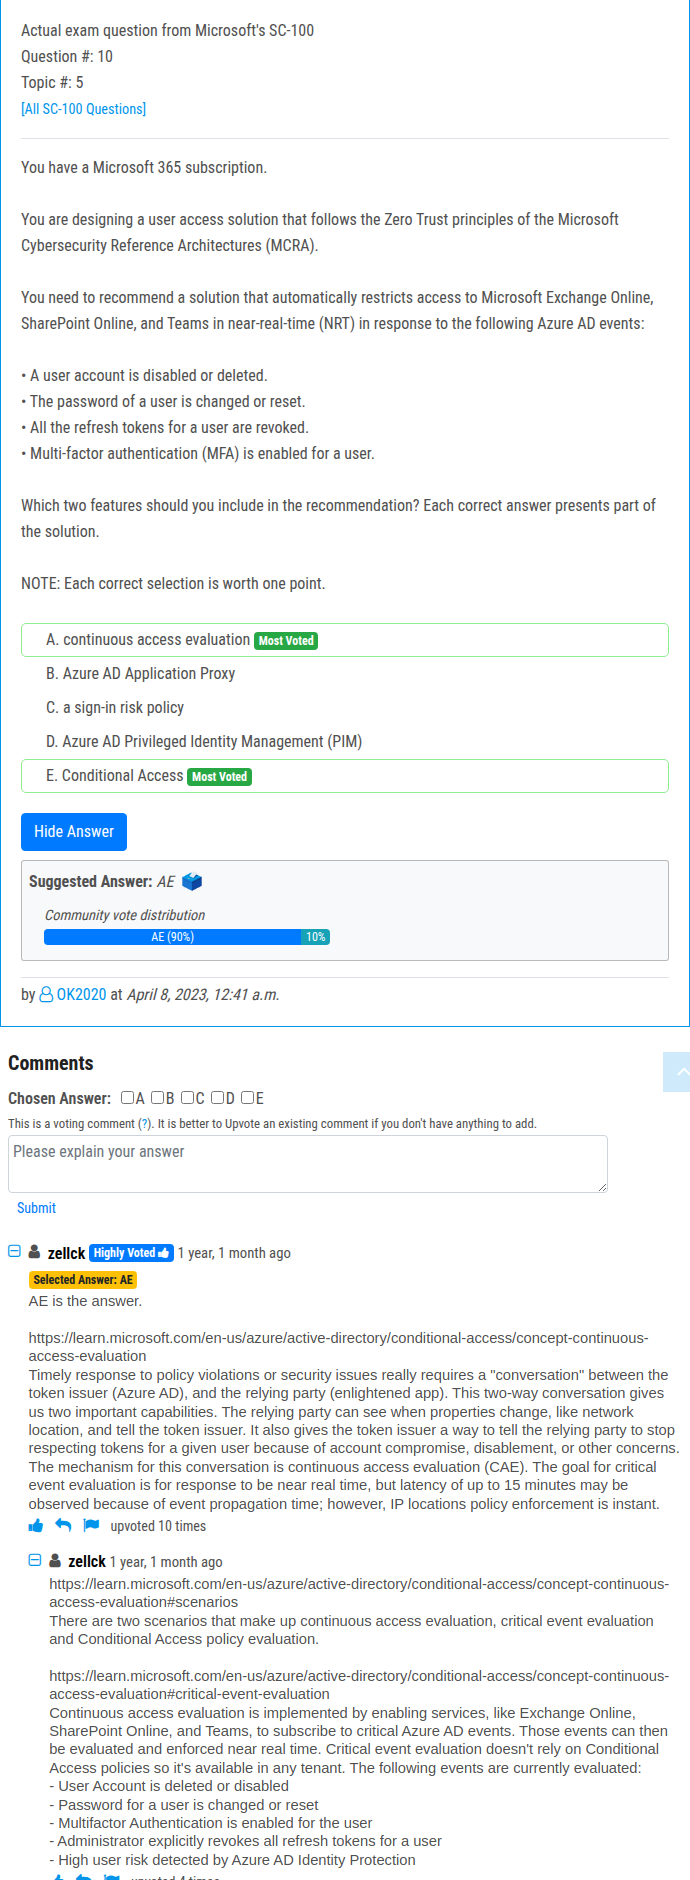 Actual exam question from Microsoft's SC-100
Question #: 10
Topic #: 5
[All SC-100 Questions]
You have a Microsoft 365 subscription.
You are designing a user access solution that follows the Zero Trust principles of the Microsoft
Cybersecurity Reference Architectures (MCRA).
You need to recommend a solution that automatically restricts access to Microsoft Exchange Online,
SharePoint Online, and Teams in near-real-time (NRT) in response to the following Azure AD events:
• A user account is disabled or deleted.
• The password of a user is changed or reset.
• All the refresh tokens for a user are revoked.
• Multi-factor authentication (MFA) is enabled for a user.
Which two features should you include in the recommendation? Each correct answer presents part of
the solution.
NOTE: Each correct selection is worth one point.
A. continuous access evaluation Most Voted
B. Azure AD Application Proxy
C. a sign-in risk policy
D. Azure AD Privileged Identity Management (PIM)
E. Conditional Access Most Voted
Hide Answer
Suggested Answer: AE
Community vote distribution
AE (90%) 10%
by OK2020 at April 8, 2023, 12:41 a.m.
Comments
Chosen Answer: A B C D E
This is a voting comment (?). It is better to Upvote an existing comment if you don't have anything to add.
Please explain your answer
Submit
zellck Highly Voted 1 year, 1 month ago
Selected Answer: AE
AE is the answer.
https://learn.microsoft.com/en-us/azure/active-directory/conditional-access/concept-continuous-
access-evaluation
Timely response to policy violations or security issues really requires a "conversation" between the
token issuer (Azure AD), and the relying party (enlightened app). This two-way conversation gives
us two important capabilities. The relying party can see when properties change, like network
location, and tell the token issuer. It also gives the token issuer a way to tell the relying party to stop
respecting tokens for a given user because of account compromise, disablement, or other concerns.
The mechanism for this conversation is continuous access evaluation (CAE). The goal for critical
event evaluation is for response to be near real time, but latency of up to 15 minutes may be
observed because of event propagation time; however, IP locations policy enforcement is instant.
upvoted 10 times
zellck 1 year, 1 month ago
https://learn.microsoft.com/en-us/azure/active-directory/conditional-access/concept-continuous-
access-evaluation#scenarios
There are two scenarios that make up continuous access evaluation, critical event evaluation
and Conditional Access policy evaluation.
https://learn.microsoft.com/en-us/azure/active-directory/conditional-access/concept-continuous-
access-evaluation#critical-event-evaluation
Continuous access evaluation is implemented by enabling services, like Exchange Online,
SharePoint Online, and Teams, to subscribe to critical Azure AD events. Those events can then
be evaluated and enforced near real time. Critical event evaluation doesn't rely on Conditional
Access policies so it's available in any tenant. The following events are currently evaluated:
- User Account is deleted or disabled
- Password for a user is changed or reset
- Multifactor Authentication is enabled for the user
- Administrator explicitly revokes all refresh tokens for a user
- High user risk detected by Azure AD Identity Protection
upvoted 4 times